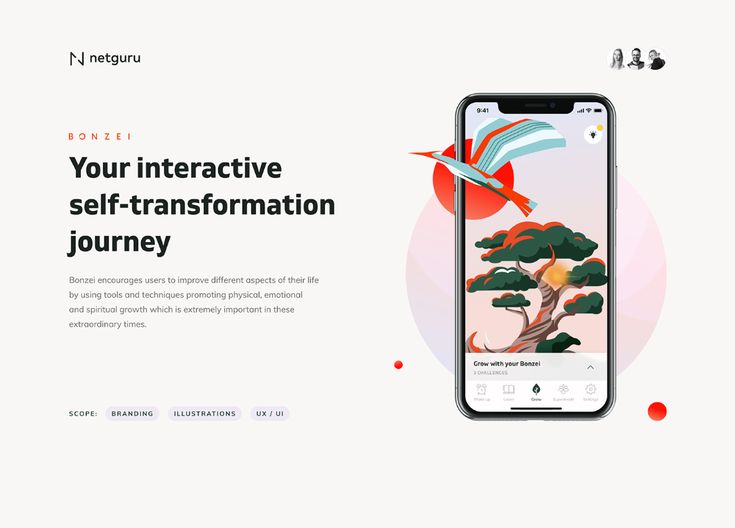 netguru
BONZEI
Your interactive
self-transformation
journey
Bonzei encourages users to improve different aspects of their life
by using tools and techniques promoting physical, emotional
and spiritual growth which is extremely important in these
extraordinary times.
SCOPE:
BRANDING
ILLUSTRATIONS
UX / UI
9:41
Grow with your Bonzei
3 CHALLENGES
Wake up
Learn
Grow
Experiment
Settings